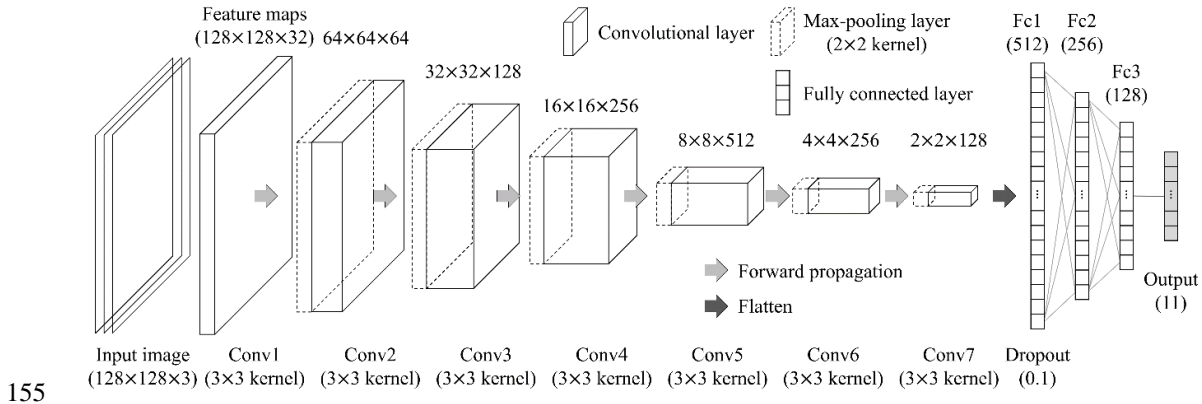 Feature maps
(128×128×32)
64×64×64
32×32×128
16×16×256
8×8×512
4×4×256
2×2×128
Convolutional layer
Max-pooling layer
(2×2 kernel)
Fully connected layer
Fc1
(512)
Fc2
(256)
Fc3
(128)
...
...
...
...
Forward propagation
Flatten
Output
(11)
Input image
(128×128×3)
Conv1
(3×3 kernel)
Conv2
(3×3 kernel)
Conv3
(3×3 kernel)
Conv4
(3×3 kernel)
Conv5
(3×3 kernel)
Conv6
(3×3 kernel)
Conv7
(3×3 kernel)
Dropout
(0.1)
155